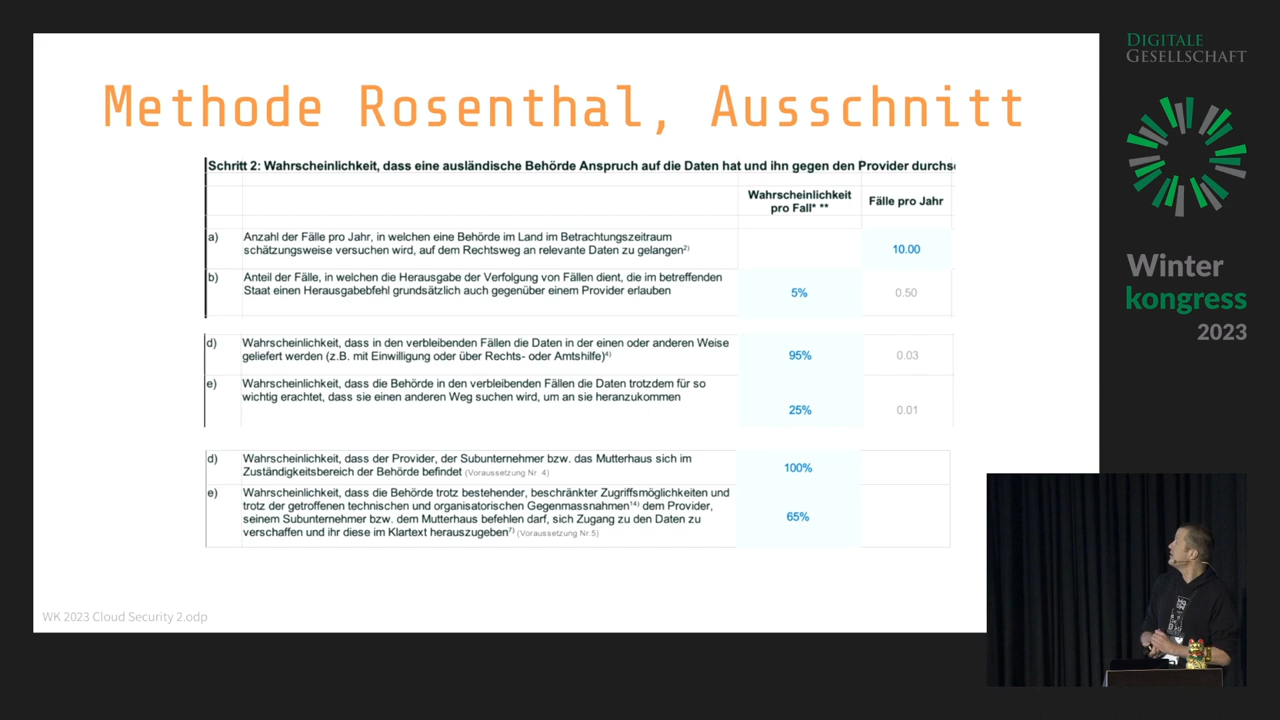 Methode Rosenthal, Ausschnitt
Schritt 2: Wahrscheinlichkeit, dass eine ausländische Behörde Anspruch auf die Daten hat und ihn gegen den Provider
Wahrscheinlichkeit
pro Fall* **
Fälle pro Jahr
a) Anzahl der Fälle pro Jahr, in welchen eine Behörde im Land im Betrachtungszeitraum
schätzungsweise versuchen wird, auf dem Rechtsweg an relevante Daten zu gelangen²⁾
10.00
b) Anteil der Fälle, in welchen die Herausgabe der Verfolgung von Fällen dient, die im betreffenden
Staat einen Herausgabebfehl grundsätzlich auch gegenüber einem Provider erlauben
5% 0.50
d) Wahrscheinlichkeit, dass in den verbleibenden Fällen die Daten in der einen oder anderen Weise
geliefert werden (z.B. mit Einwilligung oder über Rechts- oder Amtshilfe)⁴⁾
95% 0.03
e) Wahrscheinlichkeit, dass die Behörde in den verbleibenden Fällen die Daten trotzdem für so
wichtig erachtet, dass sie einen anderen Weg suchen wird, um an sie heranzukommen
25% 0.01
d) Wahrscheinlichkeit, dass der Provider, der Subunternehmer bzw. das Mutterhaus sich im
Zuständigkeitsbereich der Behörde befindet (Voraussetzung Nr. 4)
100%
e) Wahrscheinlichkeit, dass die Behörde trotz bestehender, beschränkter Zugriffsmöglichkeiten und
trotz der getroffenen technischen und organisatorischen Gegenmassnahmen¹⁴⁾ dem Provider,
seinem Subunternehmer bzw. dem Mutterhaus befehlen darf, sich Zugang zu den Daten zu
verschaffen und ihr diese im Klartext herauszugeben⁷⁾ (Voraussetzung Nr.5)
65%
WK 2023 Cloud Security 2.odp
DIGITALE
GESELLSCHAFT
Winter
kongress
2023